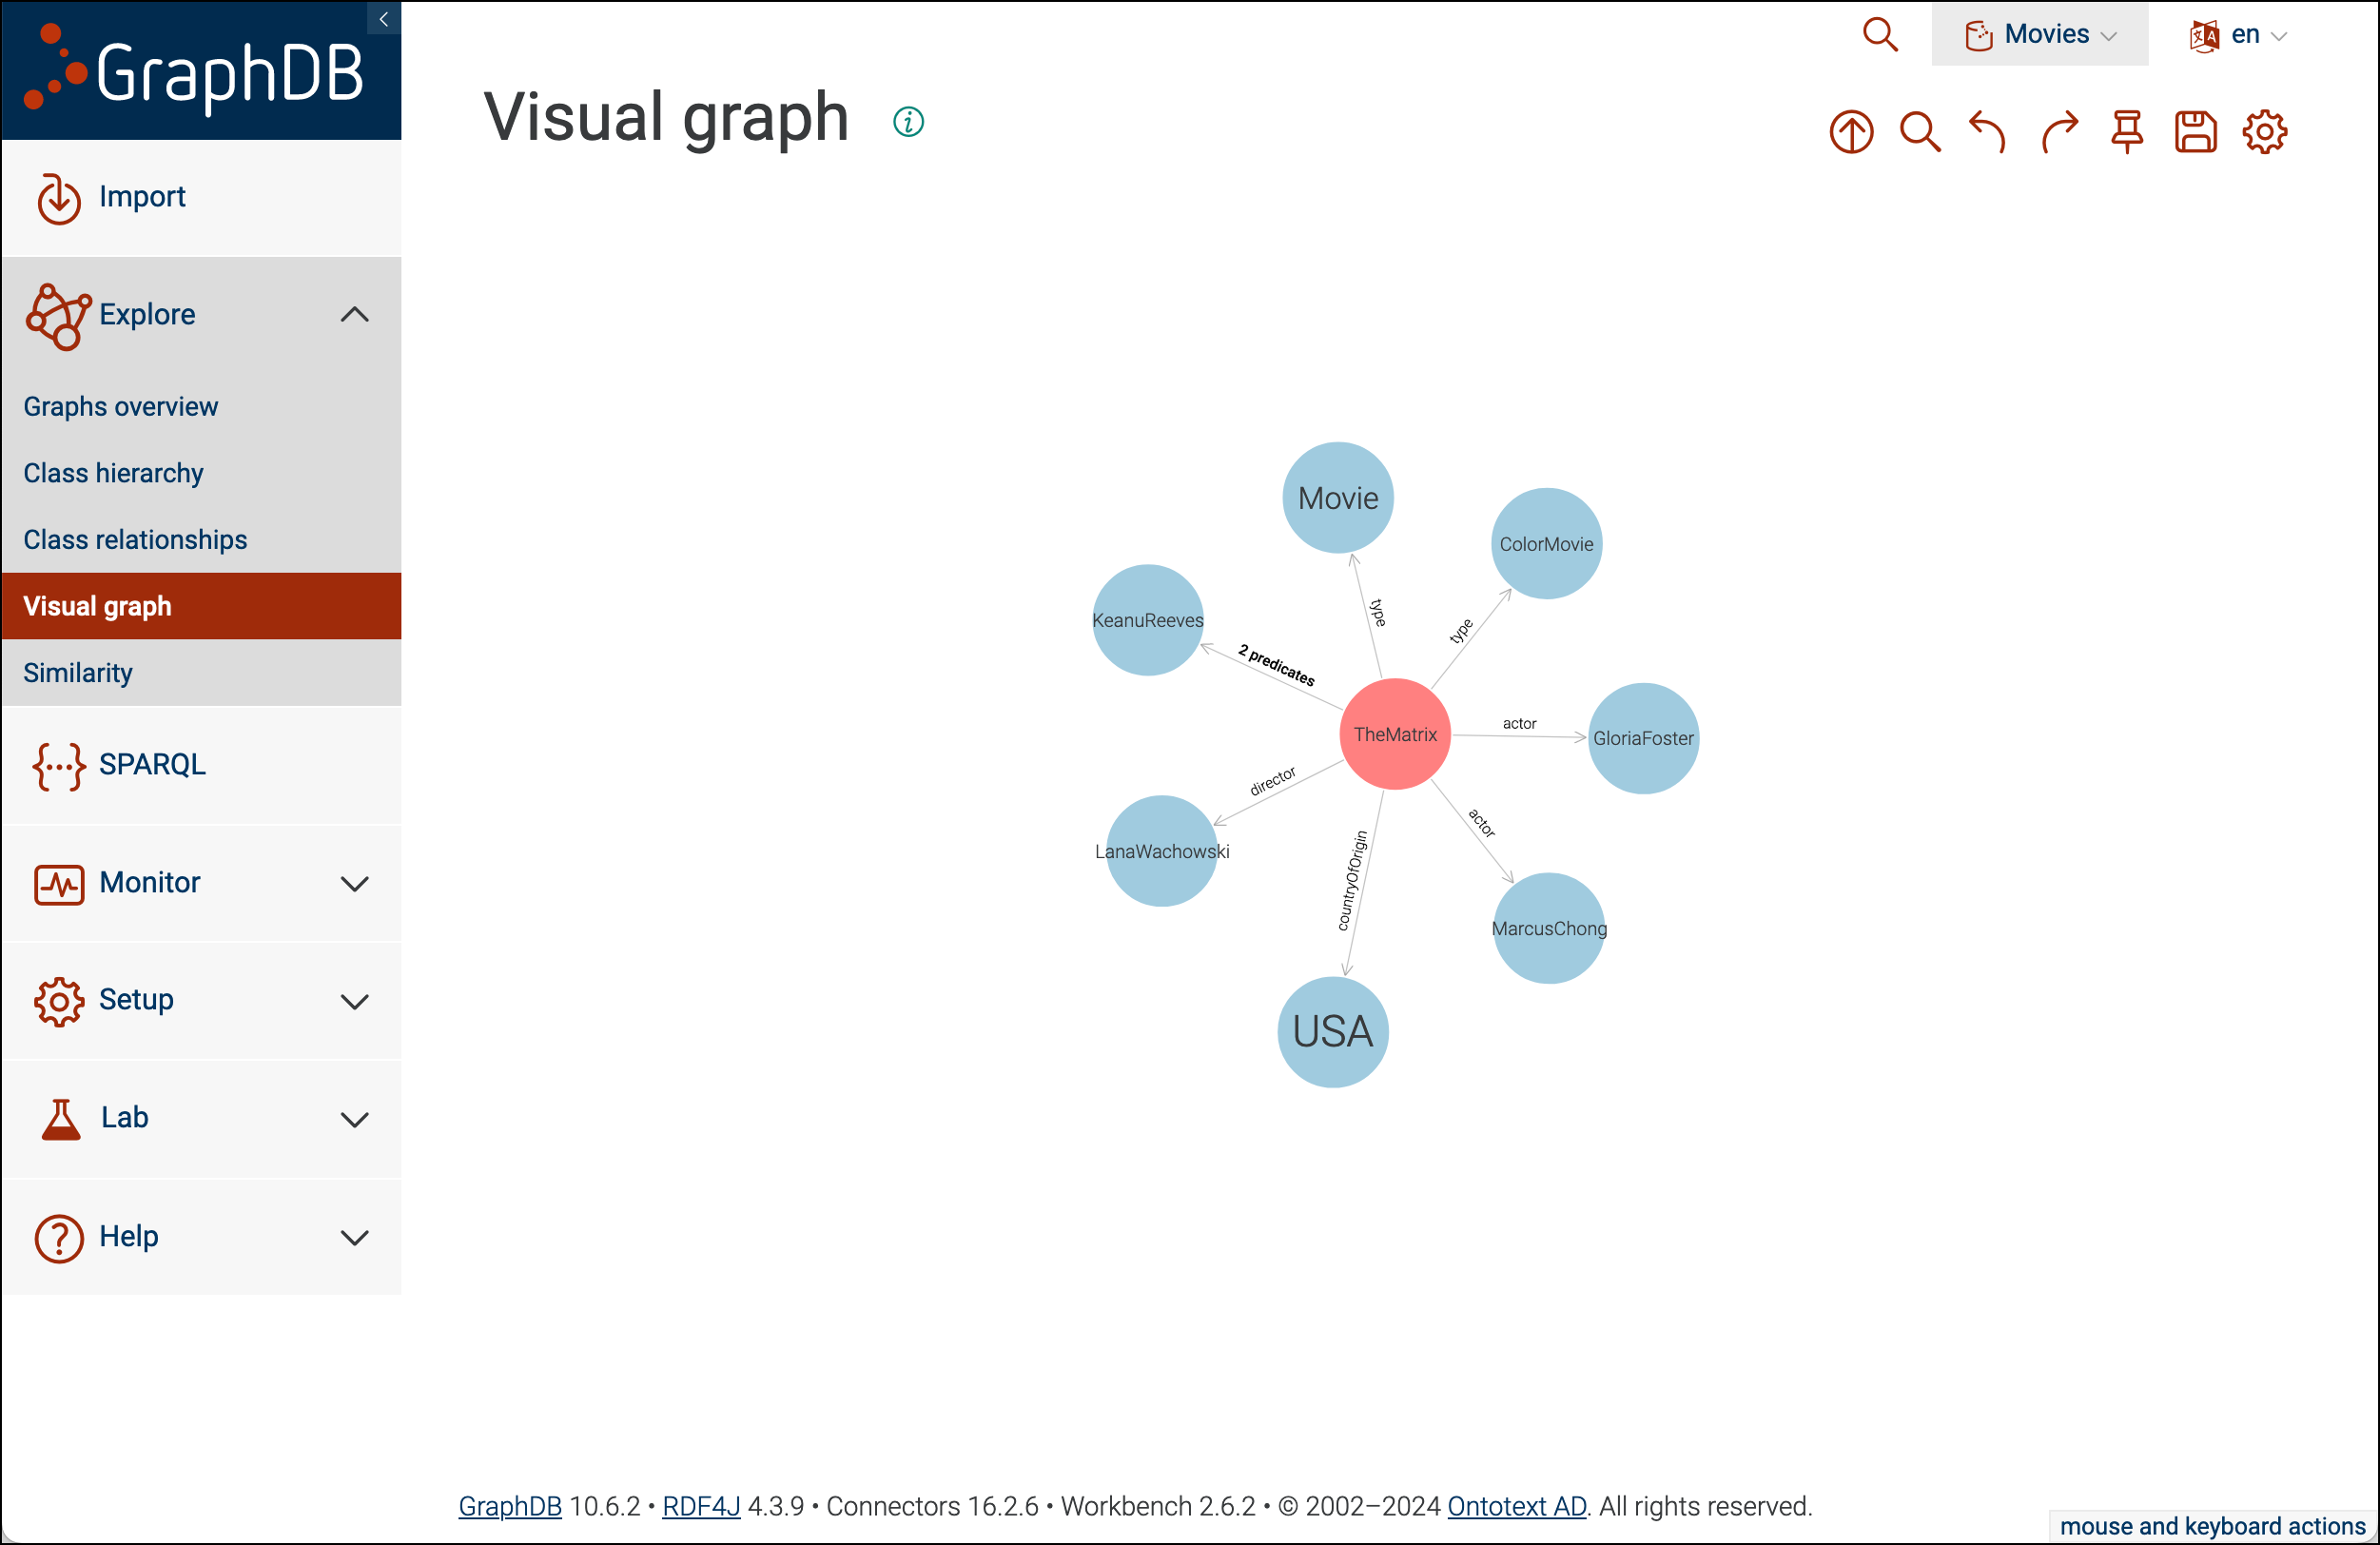 GraphDB
Movies
en
Visual graph
Import
Explore
Graphs overview
Class hierarchy
Class relationships
Visual graph
Similarity
SPARQL
Monitor
Setup
Lab
Help
Movie
ColorMovie
KeanuReeves
type
type
2 predicates
TheMatrix
actor
GloriaFoster
director
actor
LanaWachowski
countryOfOrigin
MarcusChong
USA
GraphDB 10.6.2 • RDF4J 4.3.9 • Connectors 16.2.6 • Workbench 2.6.2 • © 2002–2024 Ontotext AD. All rights reserved.
mouse and keyboard actions